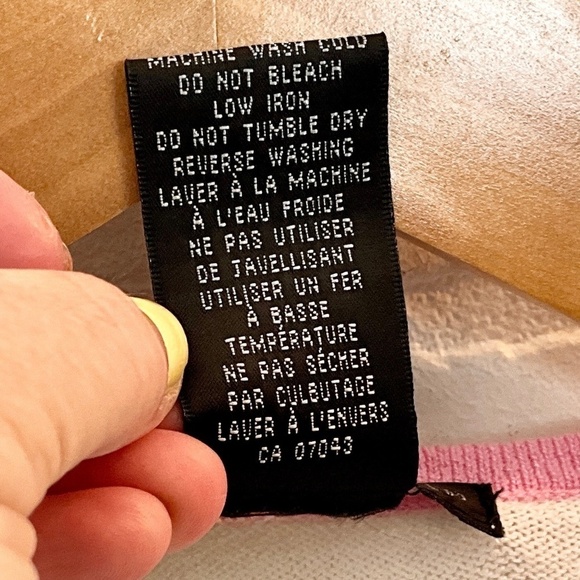 MACHINE WASH COLD
DO NOT BLEACH
LOW IRON
DO NOT TUMBLE DRY
REVERSE WASHING
LAVER À LA MACHINE
À L'EAU FROIDE
NE PAS UTILISER
DE JAVELLISANT
UTILISER UN FER
À BASSE
TEMPÉRATURE
NE PAS SÉCHER
PAR CULBUTAGE
LAVER À L'ENVERS
CA 07043